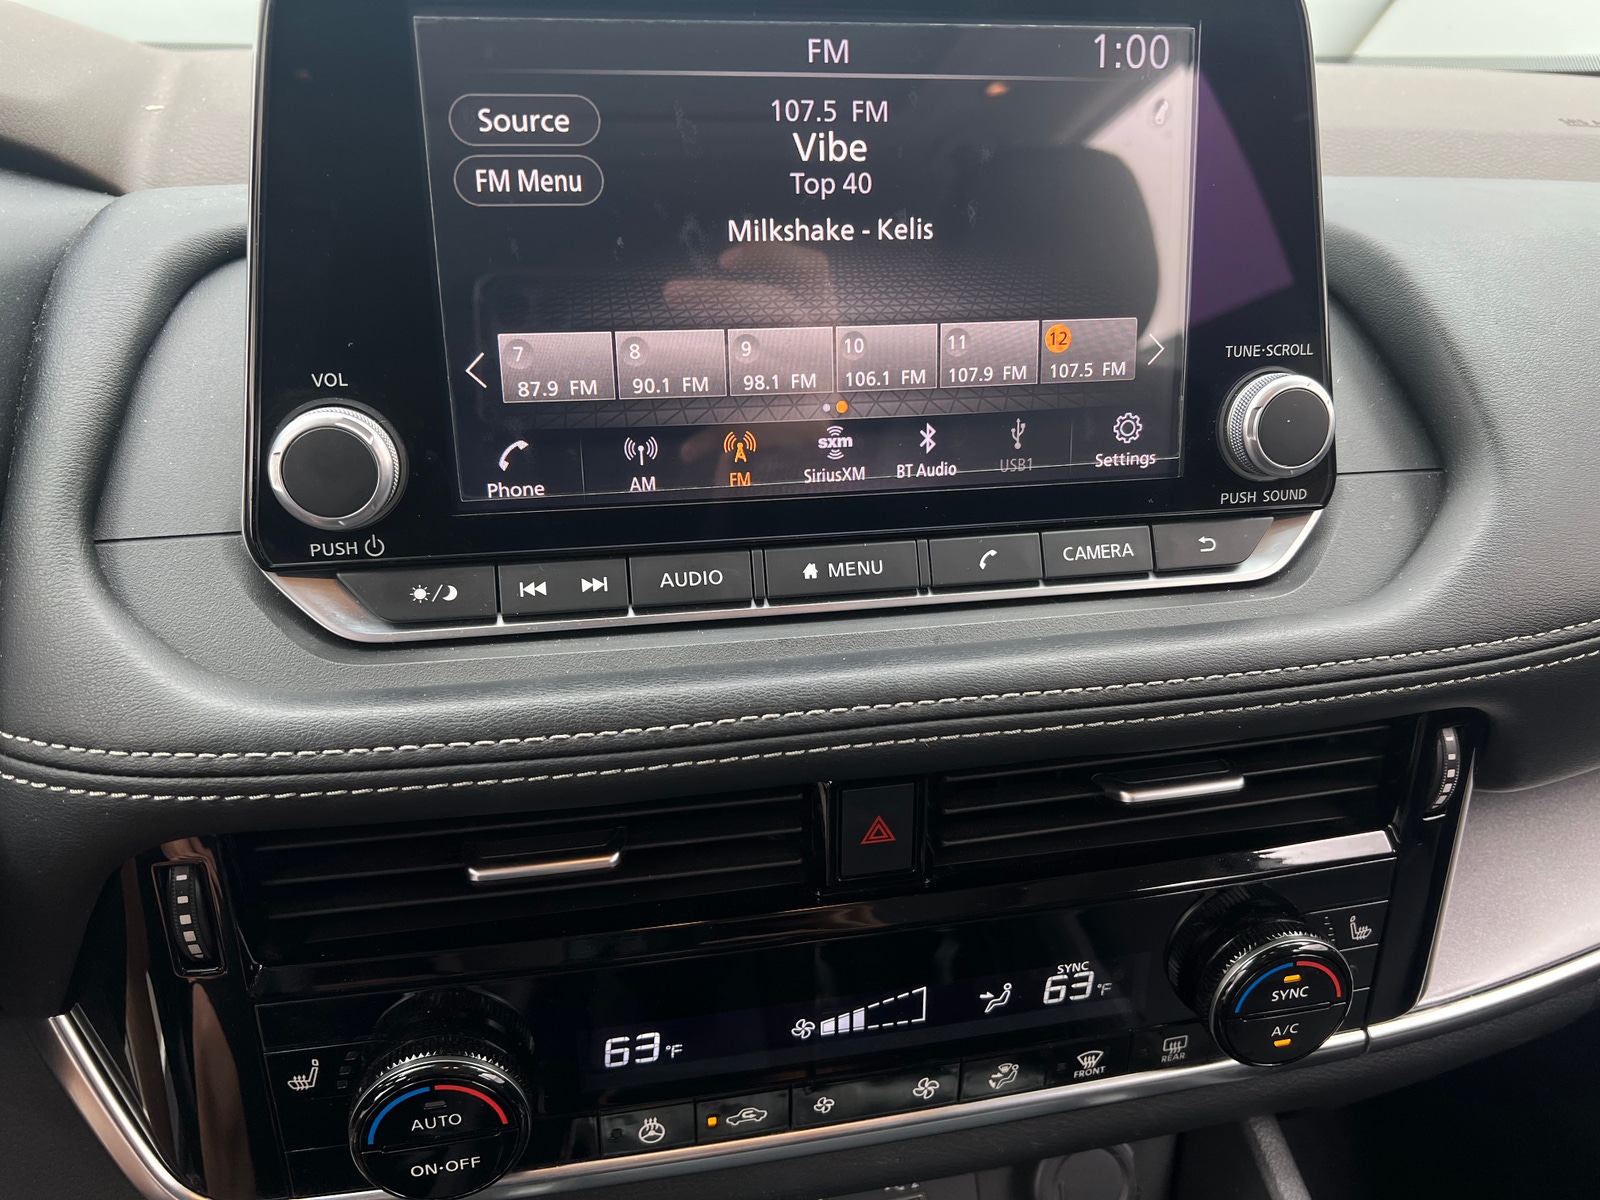 FM 1:00
Source
FM Menu
107.5 FM
Vibe
Top 40
Milkshake - Kelis
7 87.9 FM
8 90.1 FM
9 98.1 FM
10 106.1 FM
11 107.9 FM
12 107.5 FM
Phone
AM
FM
sxm
SiriusXM
BT Audio
USB1
Settings
VOL
PUSH
TUNE·SCROLL
PUSH SOUND
AUDIO
MENU
CAMERA
63°F
SYNC
63°F
SYNC
A/C
AUTO
ON·OFF
FRONT
REAR